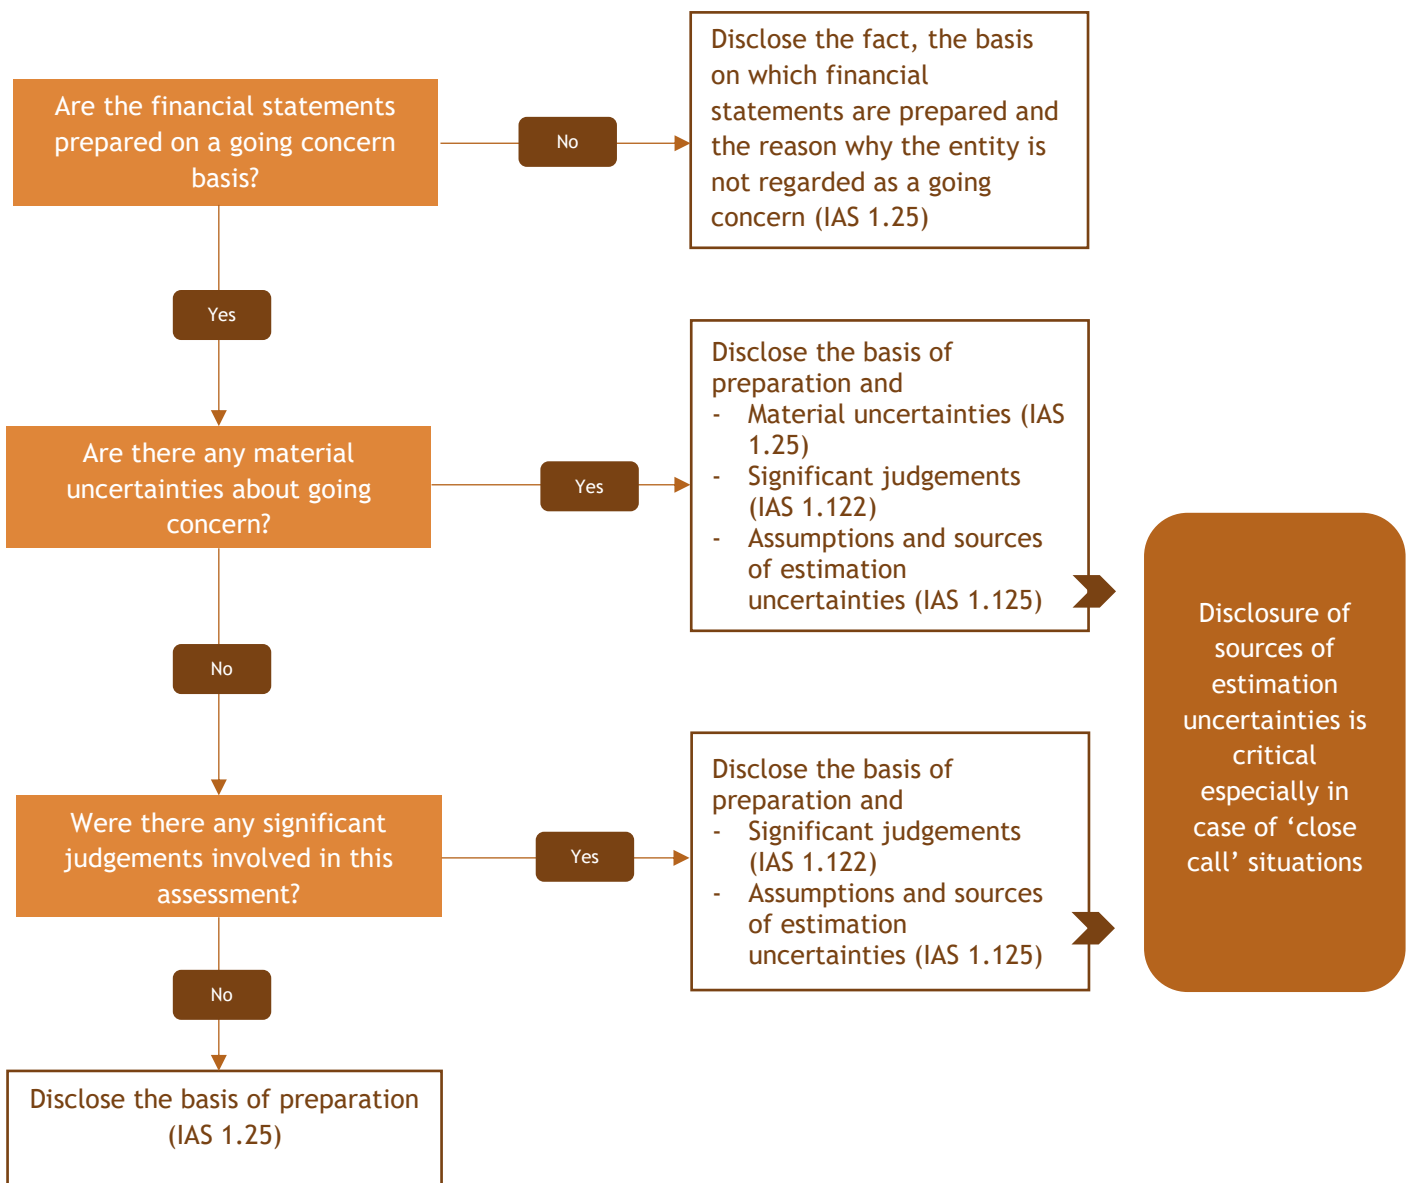 Are the financial statements
prepared on a going concern
basis?
No
Disclose the fact, the basis
on which financial
statements are prepared and
the reason why the entity is
not regarded as a going
concern (IAS 1.25)
Yes
Are there any material
uncertainties about going
concern?
Yes
Disclose the basis of
preparation and
- Material uncertainties (IAS
1.25)
- Significant judgements
(IAS 1.122)
- Assumptions and sources
of estimation
uncertainties (IAS 1.125)
Disclosure of
sources of
estimation
uncertainties is
critical
especially in
case of ‘close
call’ situations
No
Were there any significant
judgements involved in this
assessment?
Yes
Disclose the basis of
preparation and
- Significant judgements
(IAS 1.122)
- Assumptions and sources
of estimation
uncertainties (IAS 1.125)
No
Disclose the basis of preparation
(IAS 1.25)